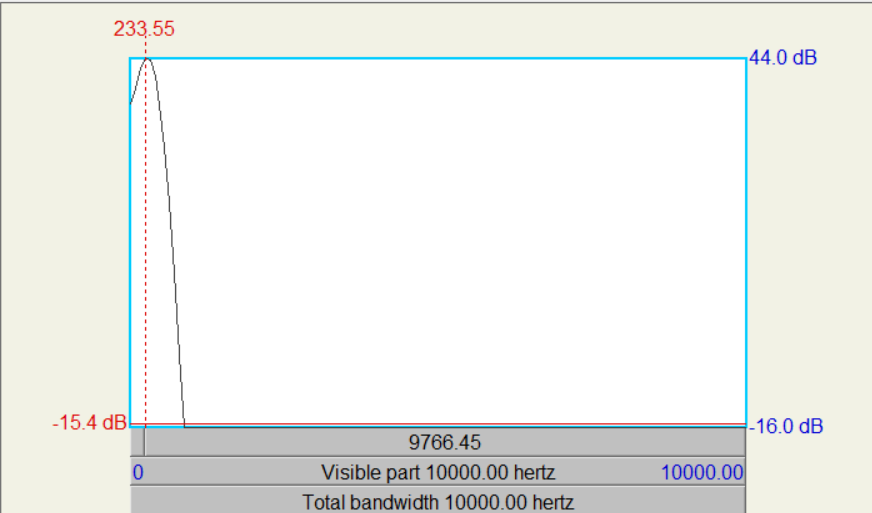 233.55
44.0 dB
-15.4 dB
-16.0 dB
9766.45
0 Visible part 10000.00 hertz 10000.00
Total bandwidth 10000.00 hertz